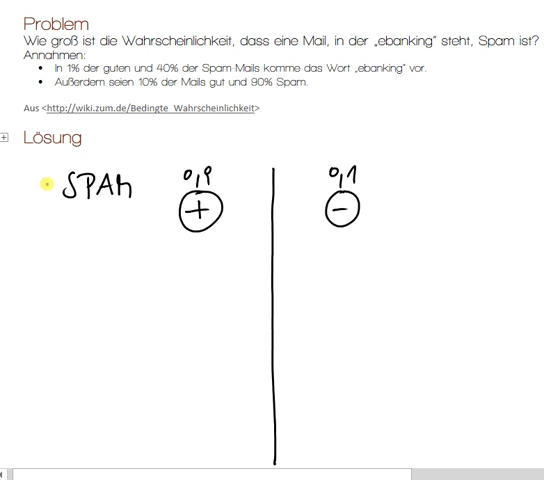 Problem
Wie groß ist die Wahrscheinlichkeit, dass eine Mail, in der „ebanking“ steht, Spam ist?
Annahmen:
• In 1% der guten und 40% der Spam-Mails komme das Wort „ebanking“ vor.
• Außerdem seien 10% der Mails gut und 90% Spam.
Aus <http://wiki.zum.de/Bedingte_Wahrscheinlichkeit>
Lösung
0,9 0,1
SPAM + −